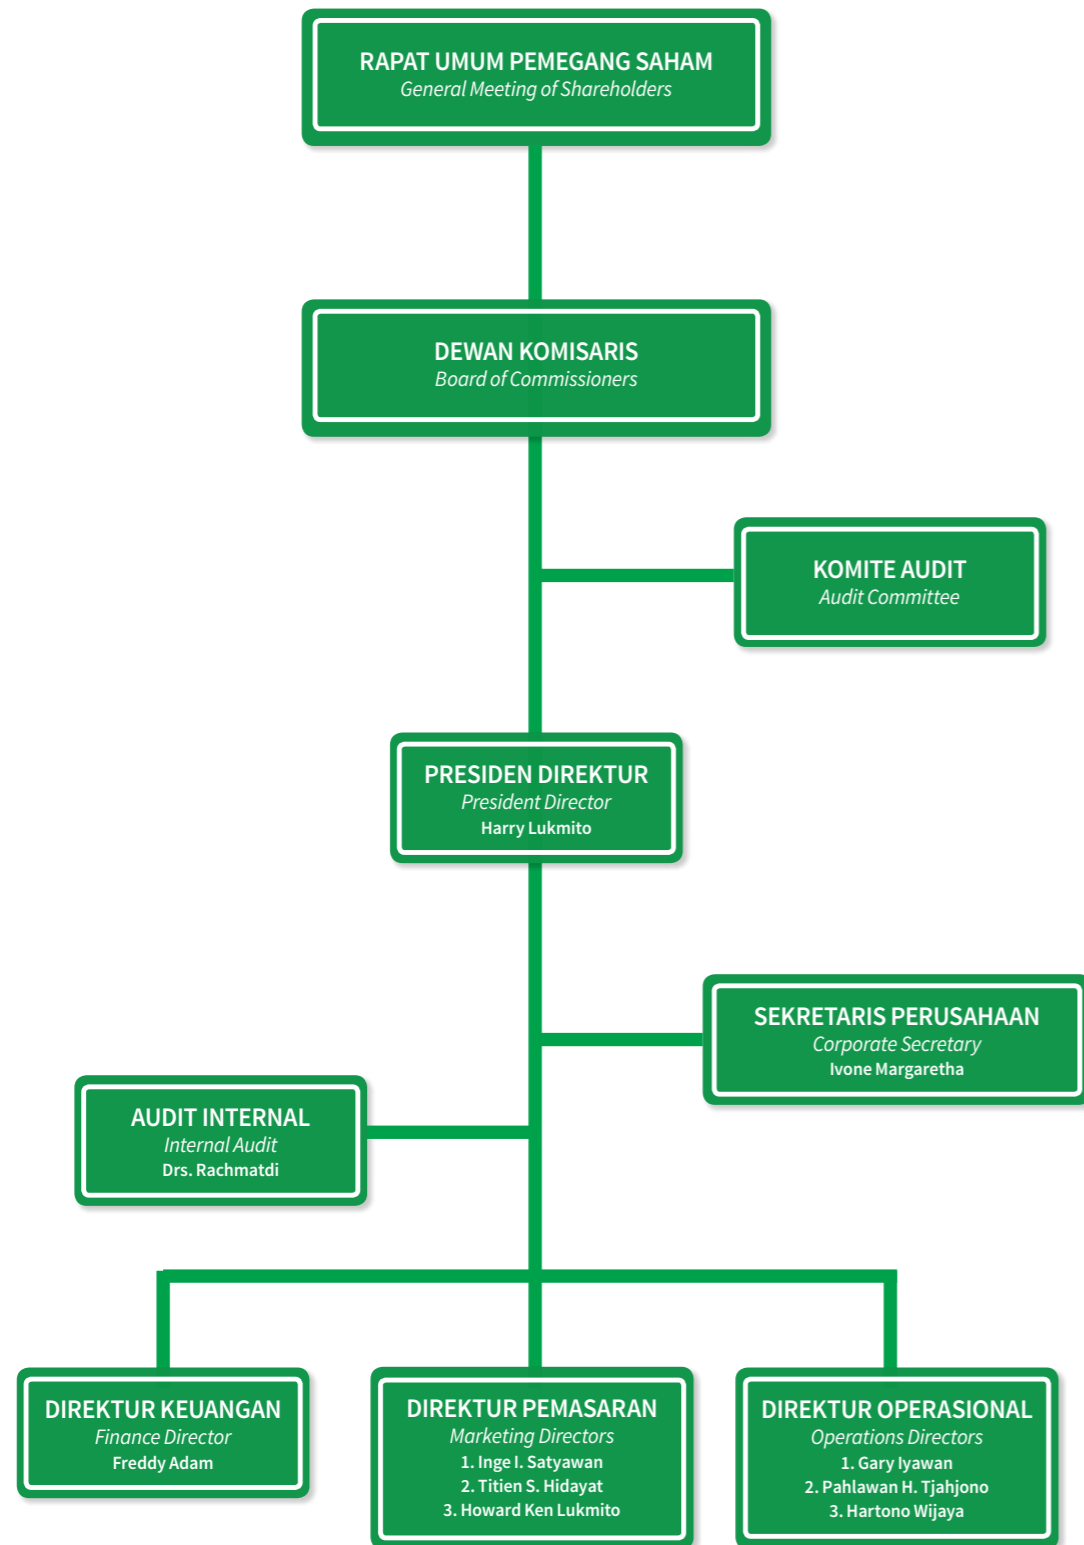 RAPAT UMUM PEMEGANG SAHAM
General Meeting of Shareholders
DEWAN KOMISARIS
Board of Commissioners
KOMITE AUDIT
Audit Committee
PRESIDEN DIREKTUR
President Director
Harry Lukmito
SEKRETARIS PERUSAHAAN
Corporate Secretary
Ivone Margaretha
AUDIT INTERNAL
Internal Audit
Drs. Rachmatdi
DIREKTUR KEUANGAN
Finance Director
Freddy Adam
DIREKTUR PEMASARAN
Marketing Directors
1. Inge I. Satyawan
2. Titien S. Hidayat
3. Howard Ken Lukmito
DIREKTUR OPERASIONAL
Operations Directors
1. Gary Iyawan
2. Pahlawan H. Tjahjono
3. Hartono Wijaya